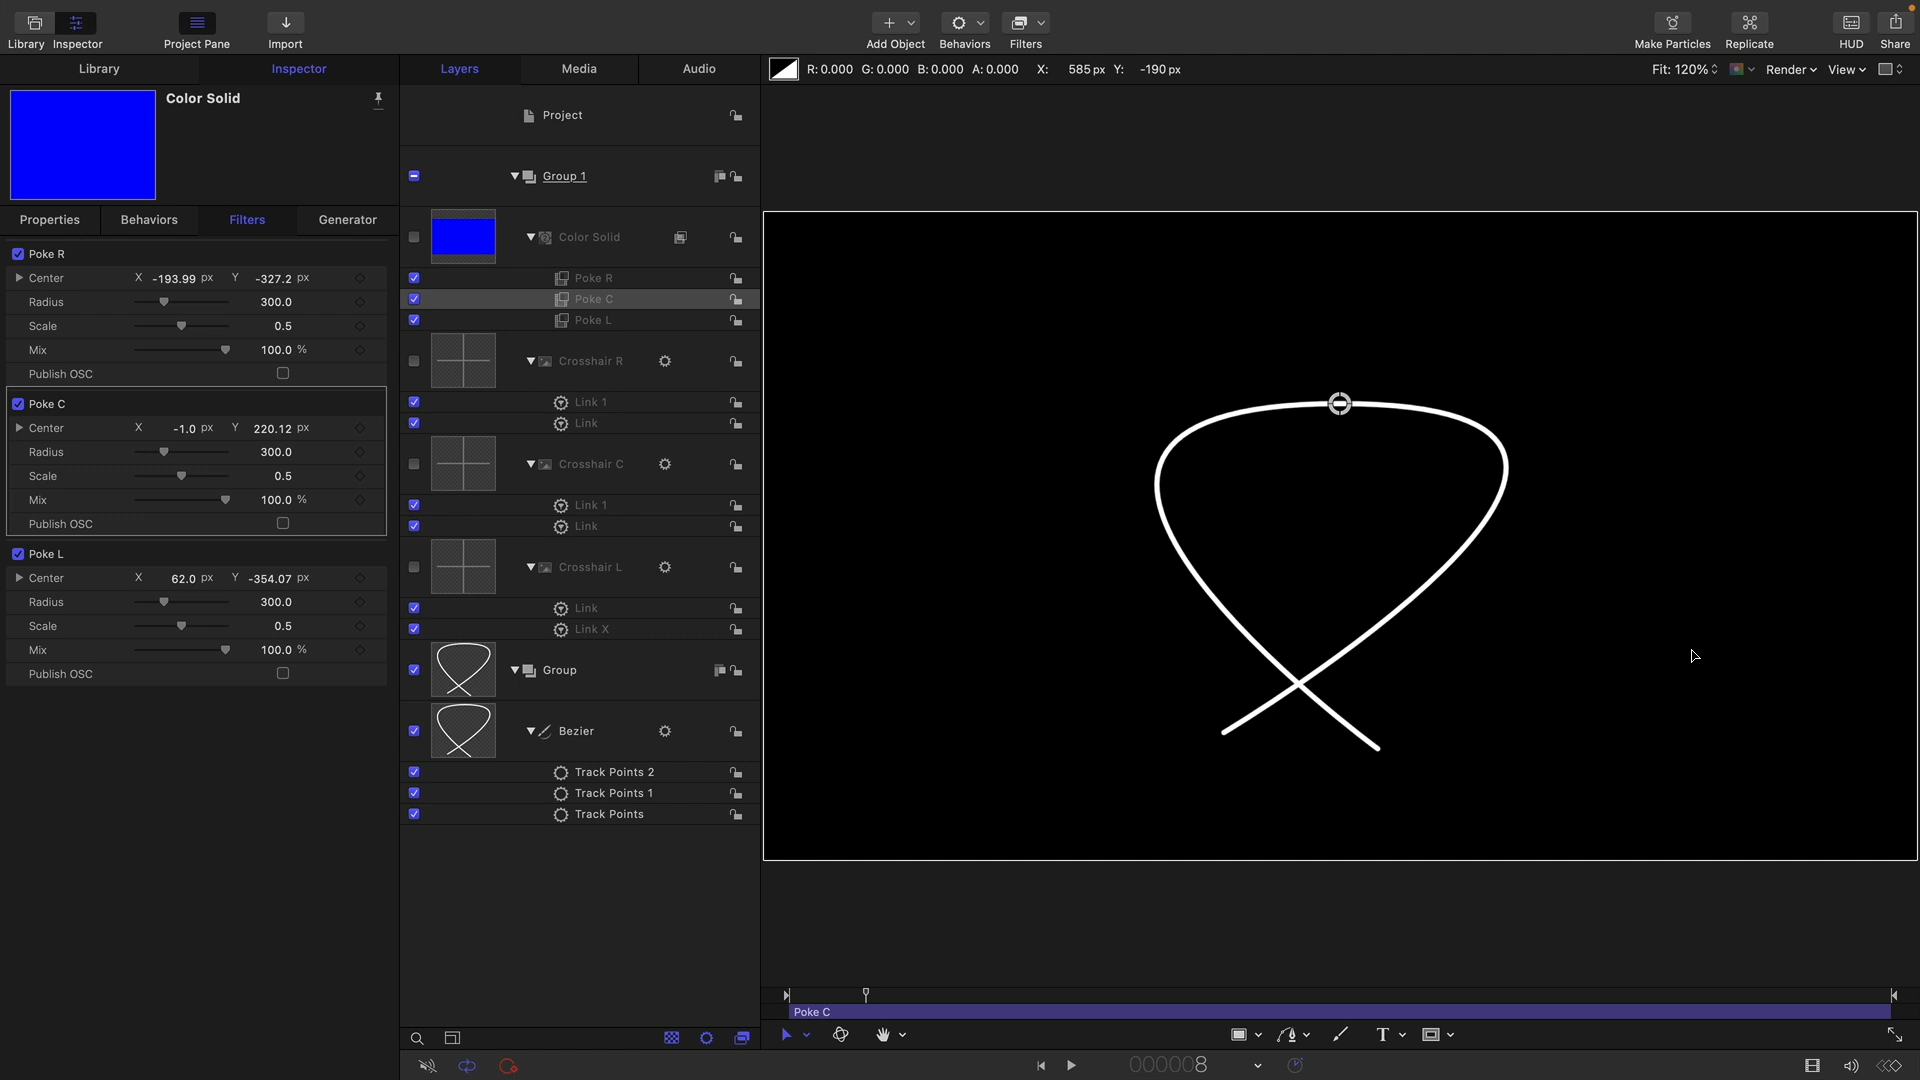 Library Inspector Project Pane Import Add Object Behaviors Filters Make Particles Replicate HUD Share
Library Inspector Layers Media Audio R: 0.000 G: 0.000 B: 0.000 A: 0.000 X: 585 px Y: -190 px Fit: 120% Render View
Color Solid
Properties Behaviors Filters Generator
Poke R
Center X -193.99 px Y -327.2 px
Radius 300.0
Scale 0.5
Mix 100.0 %
Publish OSC
Poke C
Center X -1.0 px Y 220.12 px
Radius 300.0
Scale 0.5
Mix 100.0 %
Publish OSC
Poke L
Center X 62.0 px Y -354.07 px
Radius 300.0
Scale 0.5
Mix 100.0 %
Publish OSC
Project
Group 1
Color Solid
Poke R
Poke C
Poke L
Crosshair R
Link 1
Link
Crosshair C
Link 1
Link
Crosshair L
Link
Link X
Group
Bezier
Track Points 2
Track Points 1
Track Points
Poke C
T
000008